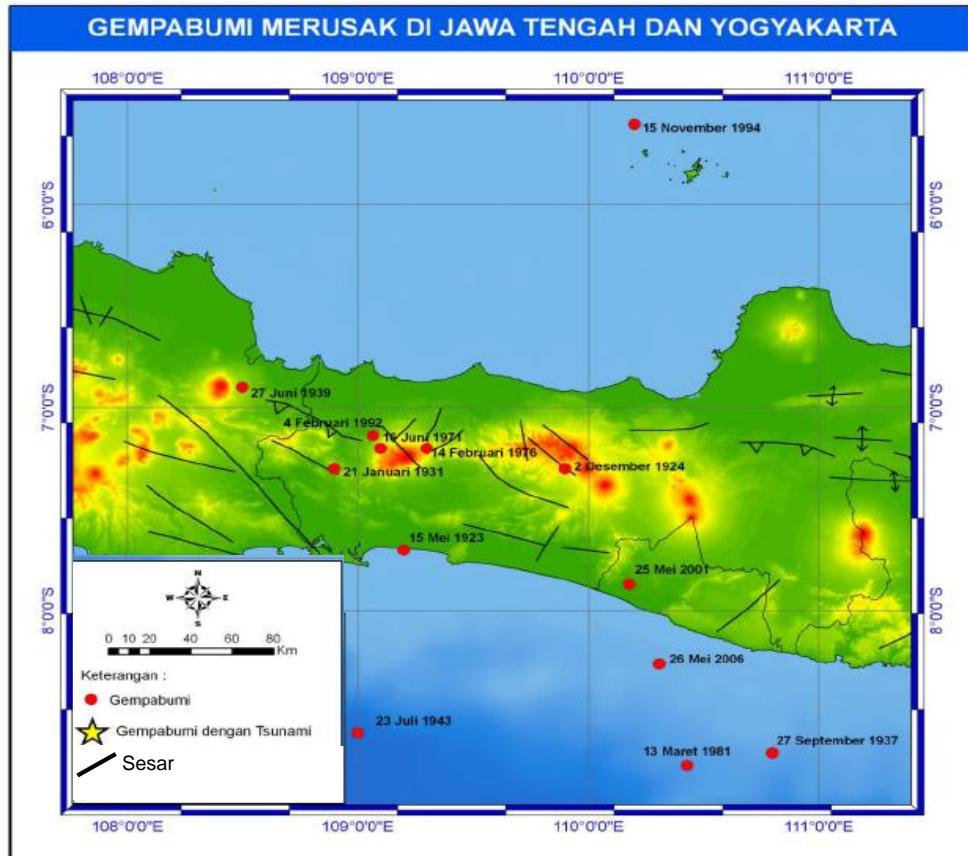 GEMPABUMI MERUSAK DI JAWA TENGAH DAN YOGYAKARTA
108°0'0"E 109°0'0"E 110°0'0"E 111°0'0"E
15 November 1994
6°0'0"S 6°0'0"S
27 Juni 1939
7°0'0"S 7°0'0"S
4 Februari 1992
16 Juni 1971
14 Februari 1976
21 Januari 1931
2 Desember 1924
15 Mei 1923
25 Mei 2001
8°0'0"S 8°0'0"S
26 Mei 2006
23 Juli 1943
27 September 1937
13 Maret 1981
N
W E
S
0 10 20 40 60 80
Km
Keterangan :
Gempabumi
Gempabumi dengan Tsunami
Sesar
108°0'0"E 109°0'0"E 110°0'0"E 111°0'0"E